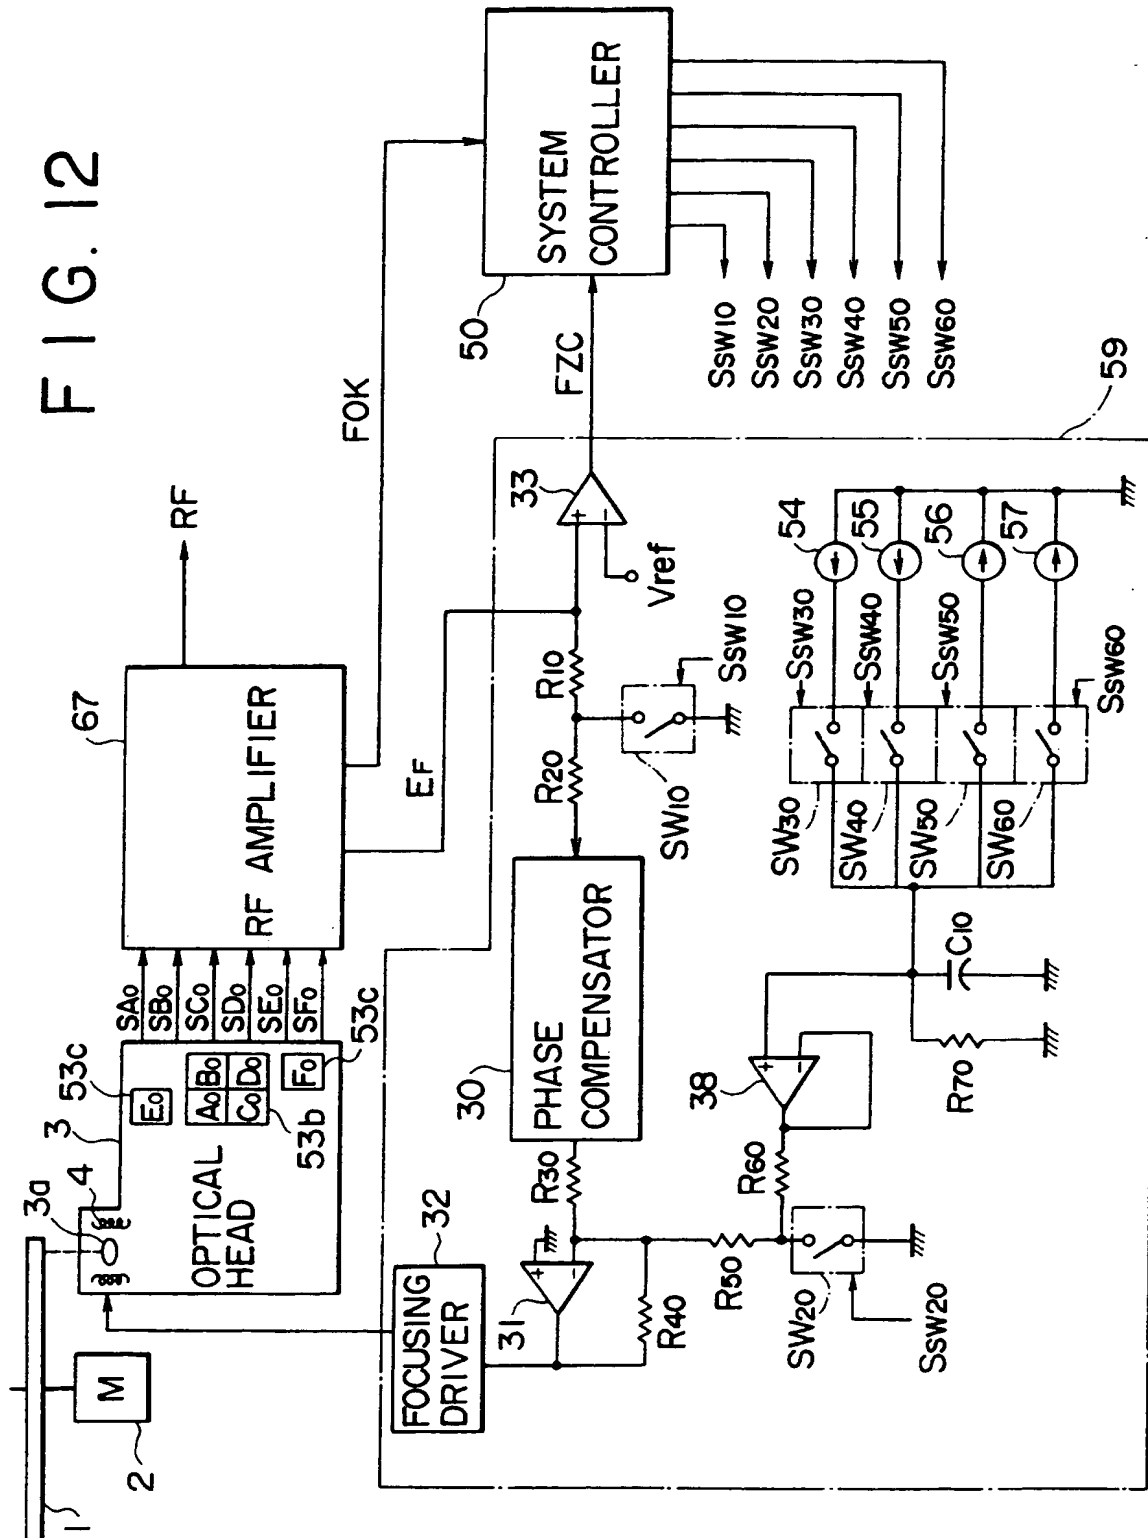 FIG. 12
1
2
M
3a
4
3
53c
E0
A0 B0
C0 D0
F0
53c
53b
OPTICAL
HEAD
SA0
SB0
SC0
SD0
SE0
SF0
67
RF AMPLIFIER
RF
FOK
EF
50
SYSTEM
CONTROLLER
FZC
33
+
−
Vref
SSW10
SSW20
SSW30
SSW40
SSW50
SSW60
59
R10
R20
SW10
SSW10
30
PHASE
COMPENSATOR
R30
31
+
−
32
FOCUSING
DRIVER
R40
R50
R60
SW20
SSW20
38
+
−
R70
C10
SW30
SW40
SW50
SW60
SSW30
SSW40
SSW50
SSW60
54
55
56
57